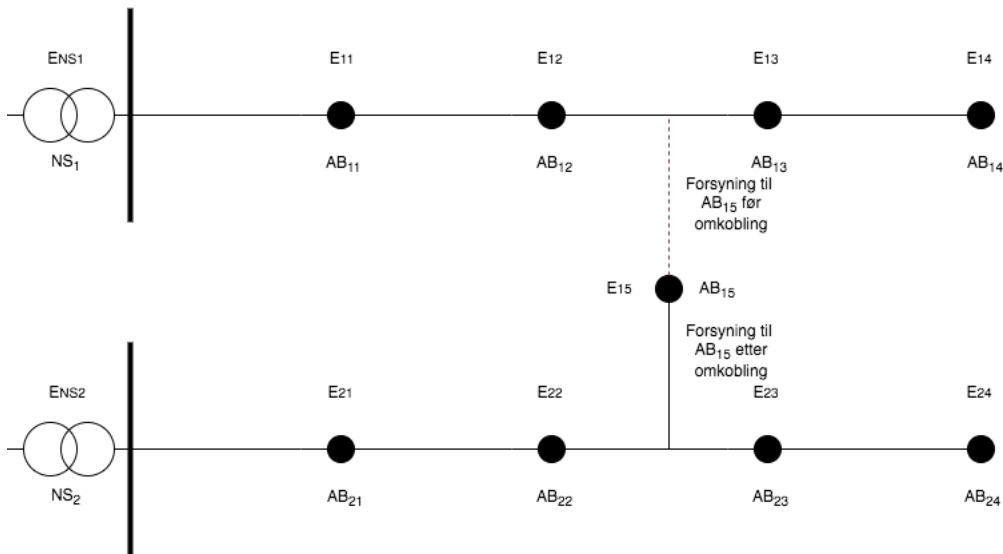 ENS1 E11 E12 E13 E14
NS1 AB11 AB12 AB13 AB14
Forsyning til
AB15 før
omkobling
E15 AB15
Forsyning til
AB15 etter
omkobling
ENS2 E21 E22 E23 E24
NS2 AB21 AB22 AB23 AB24